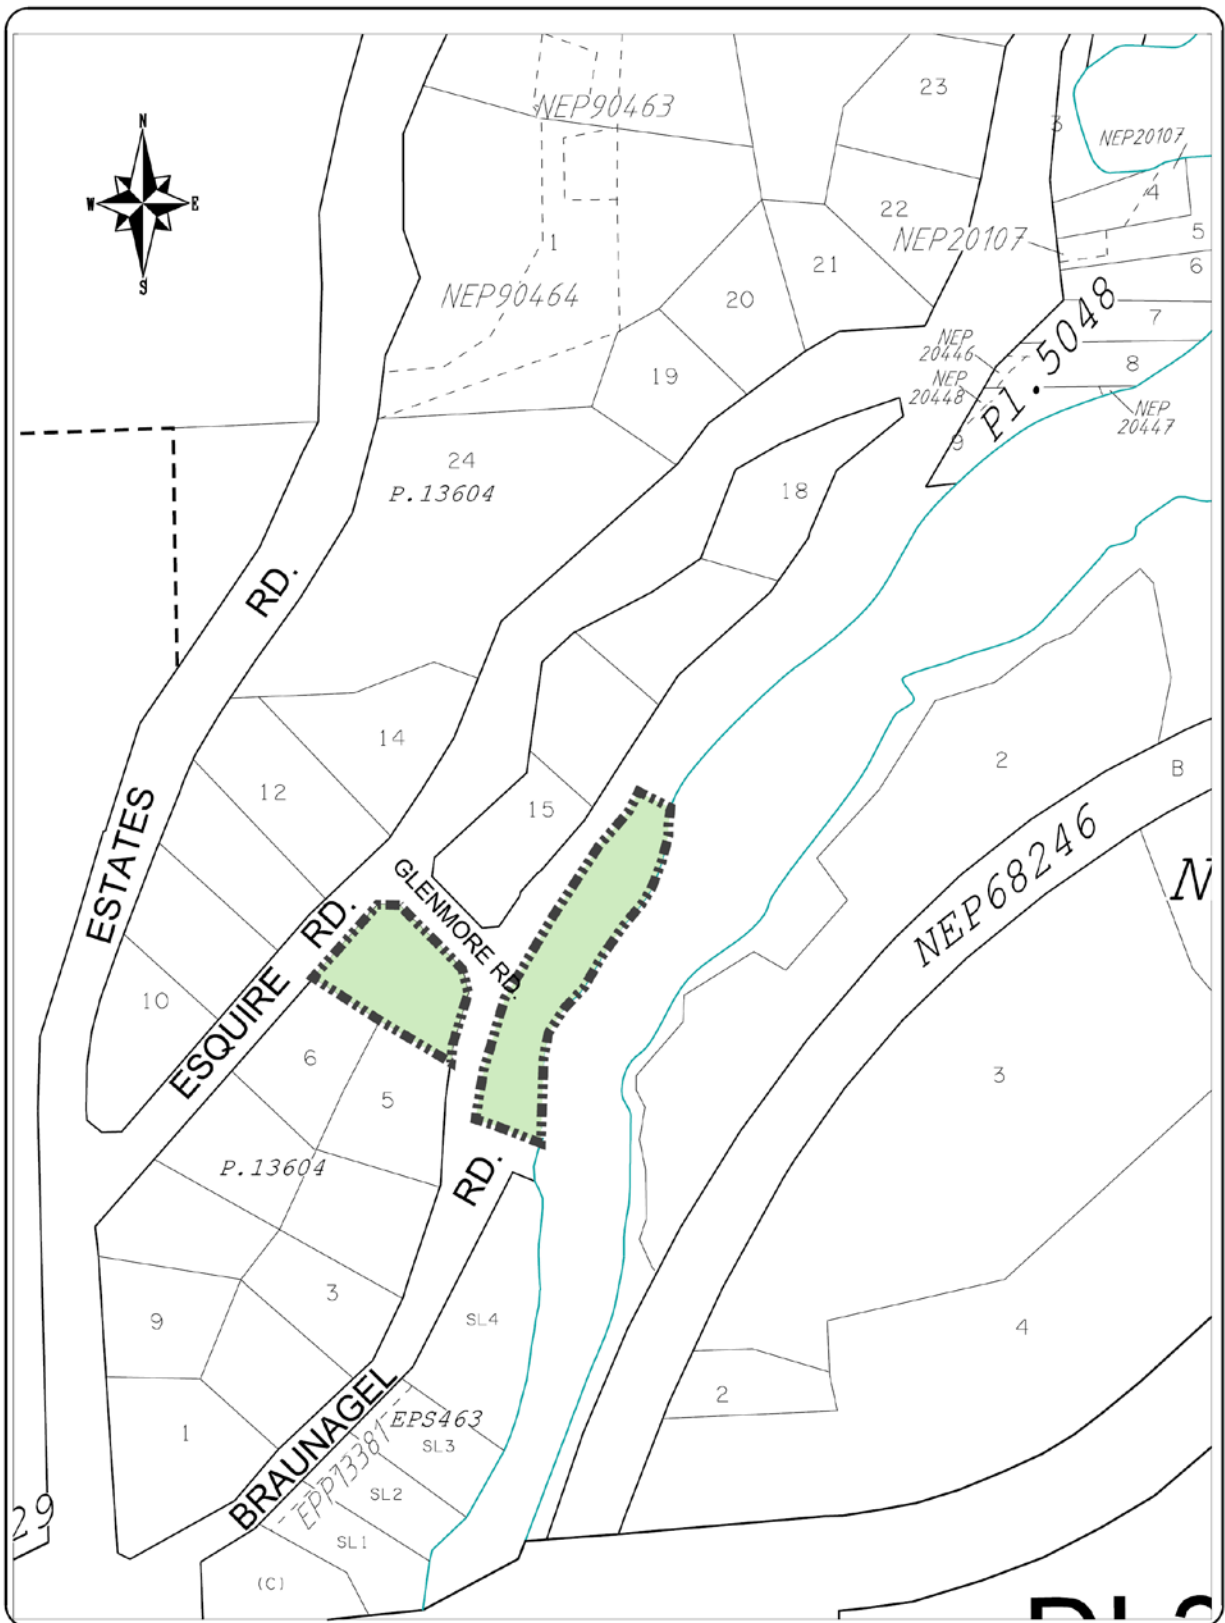 23
NEP90463
3
N
NEP20107
4
W
E
22
5
NEP20107
1
21
6
S
NEP90464
20
7
Pl.5048
NEP
20446
8
19
NEP
20448
NEP
20447
9
24
P.13604
18
RD.
14
2
B
12
15
ESTATES
NEP68246
GLENMORE RD.
N
RD.
10
ESQUIRE
6
3
5
P.13604
RD.
3
9
SL4
4
2
BRAUNAGEL
EPS463
1
SL3
EPP73387
SL2
29
SL1
(C)